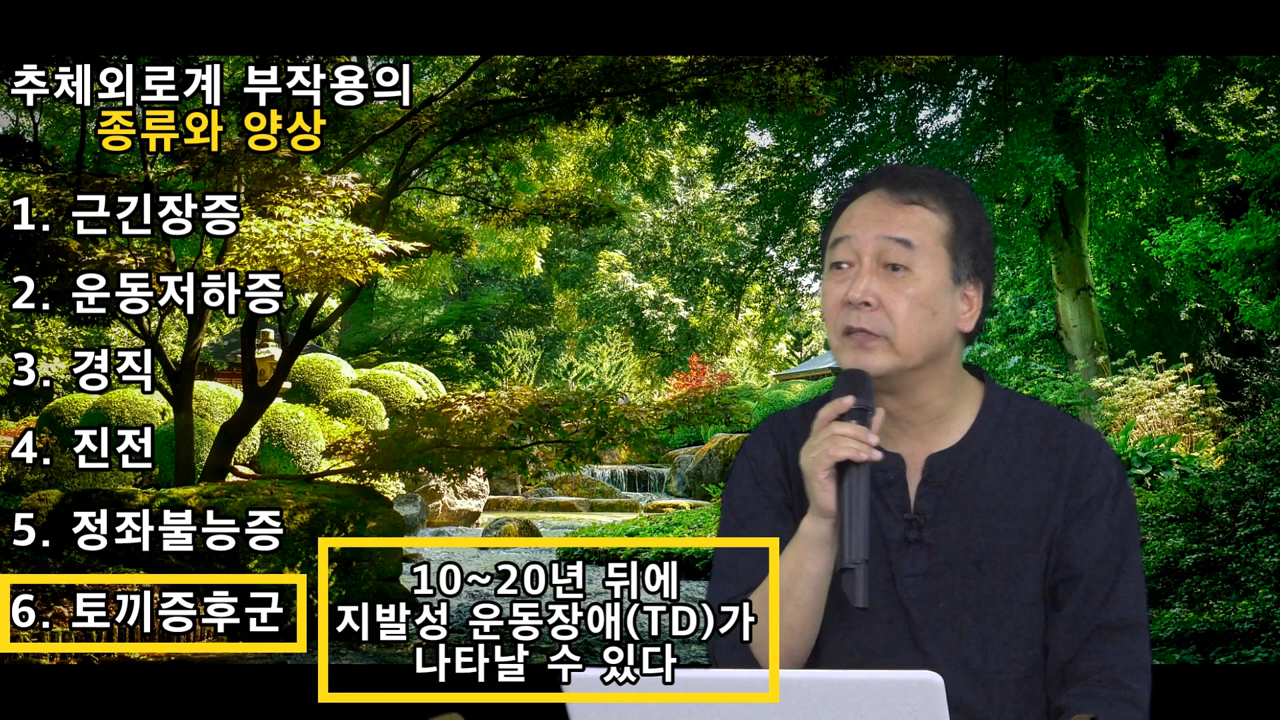 추체외로계 부작용의
종류와 양상
1. 근긴장증
2. 운동저하증
3. 경직
4. 진전
5. 정좌불능증
6. 토끼증후군
10~20년 뒤에
지발성 운동장애(TD)가
나타날 수 있다